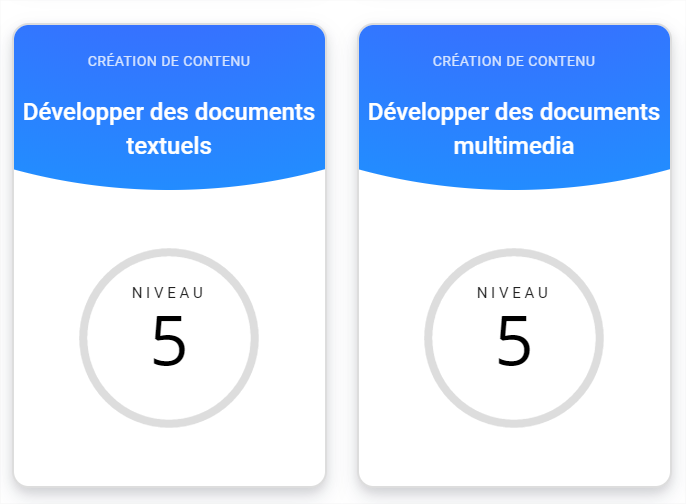 CRÉATION DE CONTENU
Développer des documents
textuels
NIVEAU
5
CRÉATION DE CONTENU
Développer des documents
multimedia
NIVEAU
5